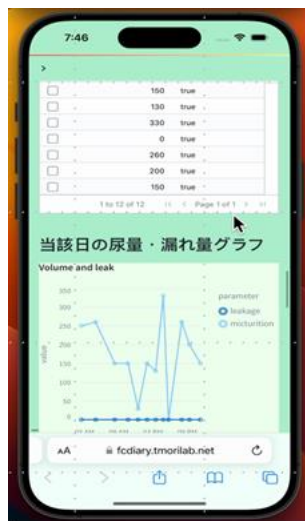 7:46
>
150 true
130 true
330 true
0 true
260 true
200 true
150 true
1 to 12 of 12 Page 1 of 1
当該日の尿量・漏れ量グラフ
Volume and leak
350
300
250
200
150
100
50
0
value
parameter
leakage
micturition
AA fcdiary.tmorilab.net